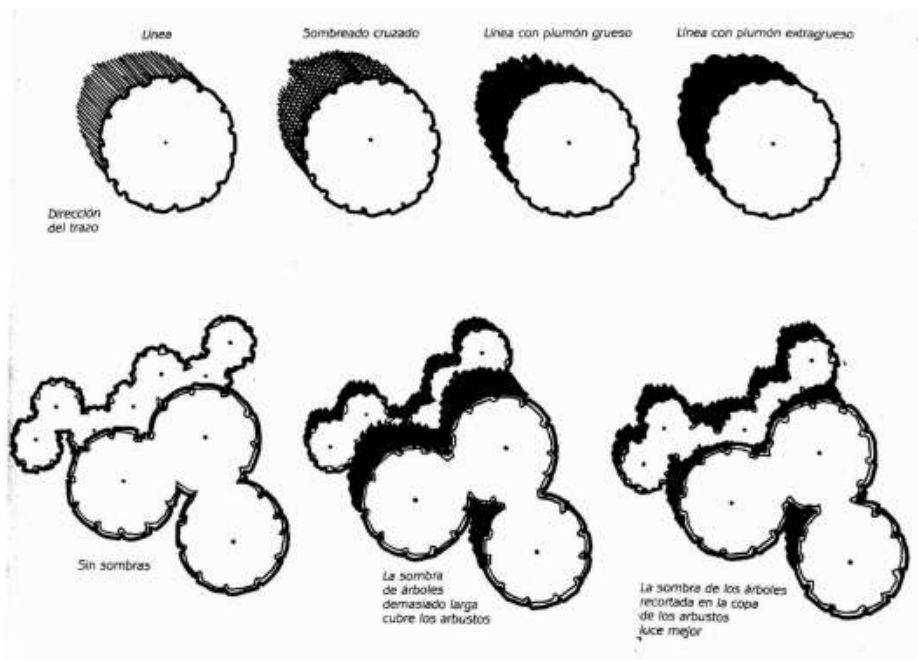 Línea
Sombreado cruzado
Línea con plumón grueso
Línea con plumón extragrueso
Dirección
del trazo
Sin sombras
La sombra
de árboles
demasiado larga
cubre los arbustos
La sombra de los árboles
recortada en la copa
de los arbustos
luce mejor